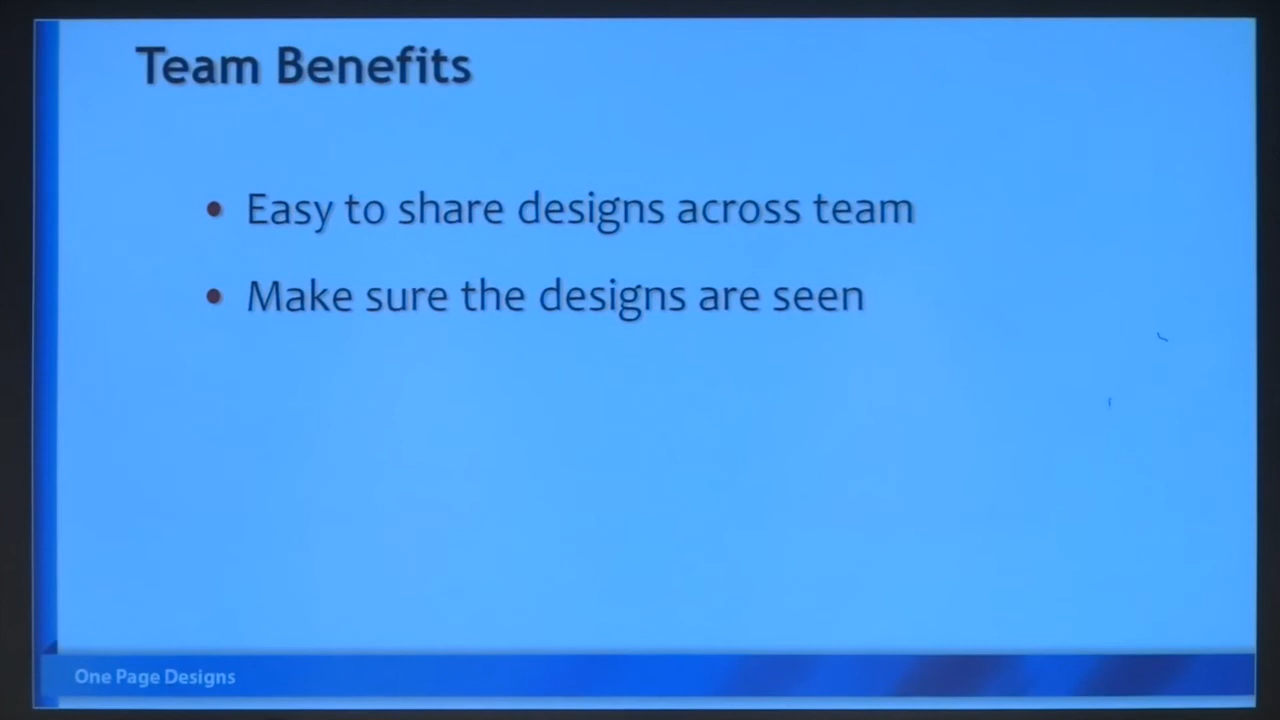 Team Benefits
• Easy to share designs across team
• Make sure the designs are seen
One Page Designs